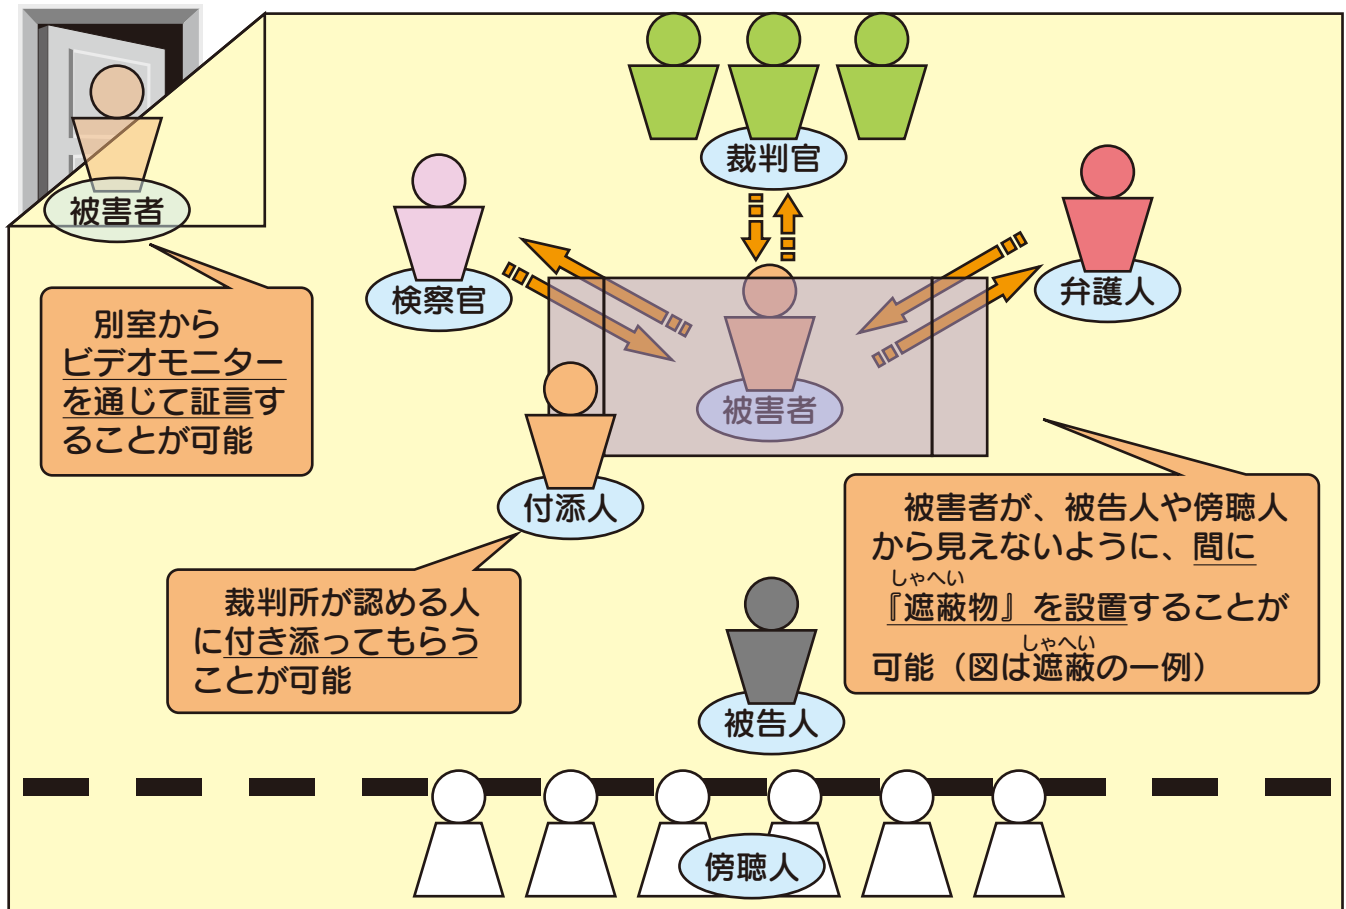 裁判官
被害者
検察官
弁護人
別室から
ビデオモニター
を通じて証言す
ることが可能
被害者
付添人
被害者が、被告人や傍聴人
から見えないように、間に
しゃへい
『遮蔽物』を設置することが
しゃへい
可能（図は遮蔽の一例）
裁判所が認める人
に付き添ってもらう
ことが可能
被告人
傍聴人